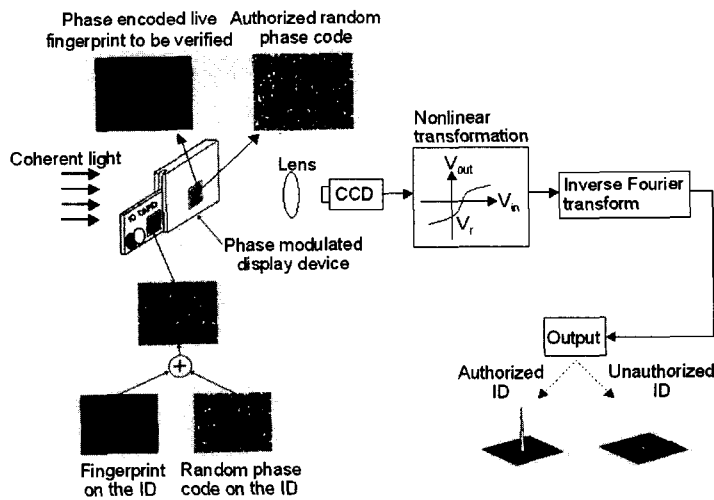 Phase encoded live
fingerprint to be verified
Authorized random
phase code
Coherent light
ID CARD
Phase modulated
display device
Lens
CCD
Nonlinear
transformation
Vout
Vin
Vr
Inverse Fourier
transform
Output
Authorized
ID
Unauthorized
ID
+
Fingerprint
on the ID
Random phase
code on the ID